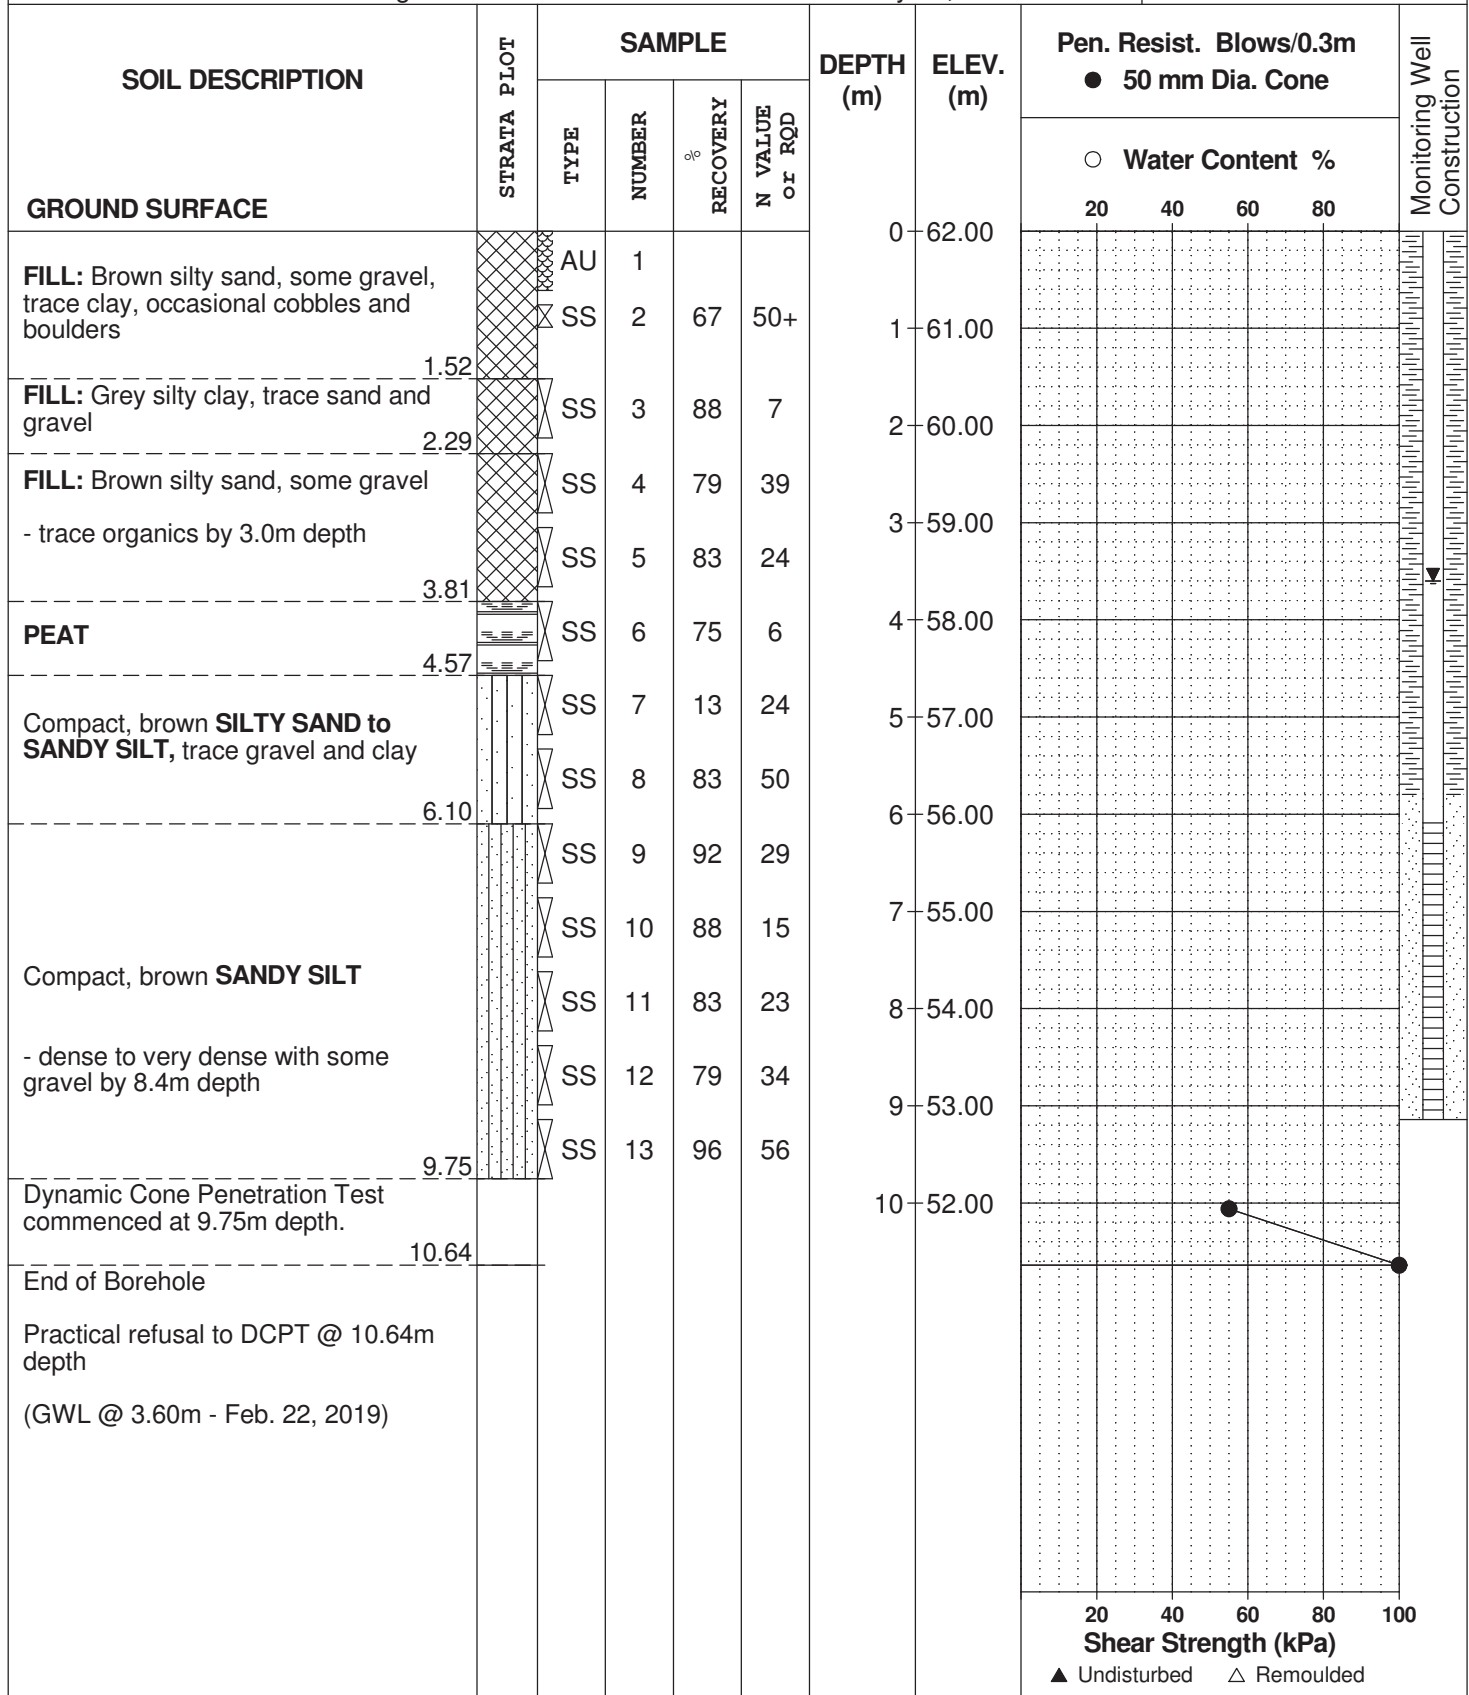 SOIL DESCRIPTION
GROUND SURFACE
STRATA PLOT
SAMPLE
TYPE
NUMBER
% RECOVERY
N VALUE or RQD
DEPTH (m)
ELEV. (m)
Pen. Resist. Blows/0.3m
● 50 mm Dia. Cone
○ Water Content %
20 40 60 80
Monitoring Well
Construction
FILL: Brown silty sand, some gravel,
trace clay, occasional cobbles and
boulders
1.52
FILL: Grey silty clay, trace sand and
gravel
2.29
FILL: Brown silty sand, some gravel
- trace organics by 3.0m depth
3.81
PEAT
4.57
Compact, brown SILTY SAND to
SANDY SILT, trace gravel and clay
6.10
Compact, brown SANDY SILT
- dense to very dense with some
gravel by 8.4m depth
9.75
Dynamic Cone Penetration Test
commenced at 9.75m depth.
10.64
End of Borehole
Practical refusal to DCPT @ 10.64m
depth
(GWL @ 3.60m - Feb. 22, 2019)
AU 1
SS 2 67 50+
SS 3 88 7
SS 4 79 39
SS 5 83 24
SS 6 75 6
SS 7 13 24
SS 8 83 50
SS 9 92 29
SS 10 88 15
SS 11 83 23
SS 12 79 34
SS 13 96 56
0 62.00
1 61.00
2 60.00
3 59.00
4 58.00
5 57.00
6 56.00
7 55.00
8 54.00
9 53.00
10 52.00
20 40 60 80 100
Shear Strength (kPa)
▲ Undisturbed △ Remoulded